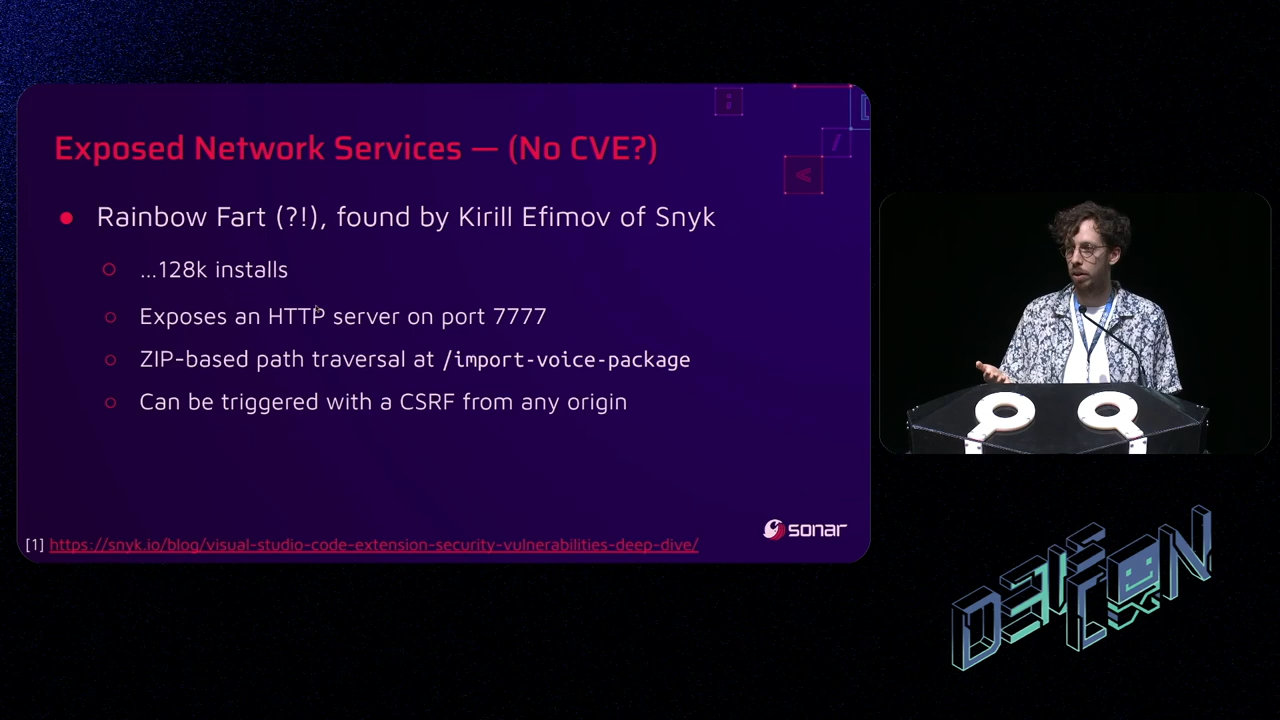 Exposed Network Services — (No CVE?)
Rainbow Fart (?!), found by Kirill Efimov of Snyk
...128k installs
Exposes an HTTP server on port 7777
ZIP-based path traversal at /import-voice-package
Can be triggered with a CSRF from any origin
[1] https://snyk.io/blog/visual-studio-code-extension-security-vulnerabilities-deep-dive/
sonar
DEF CON